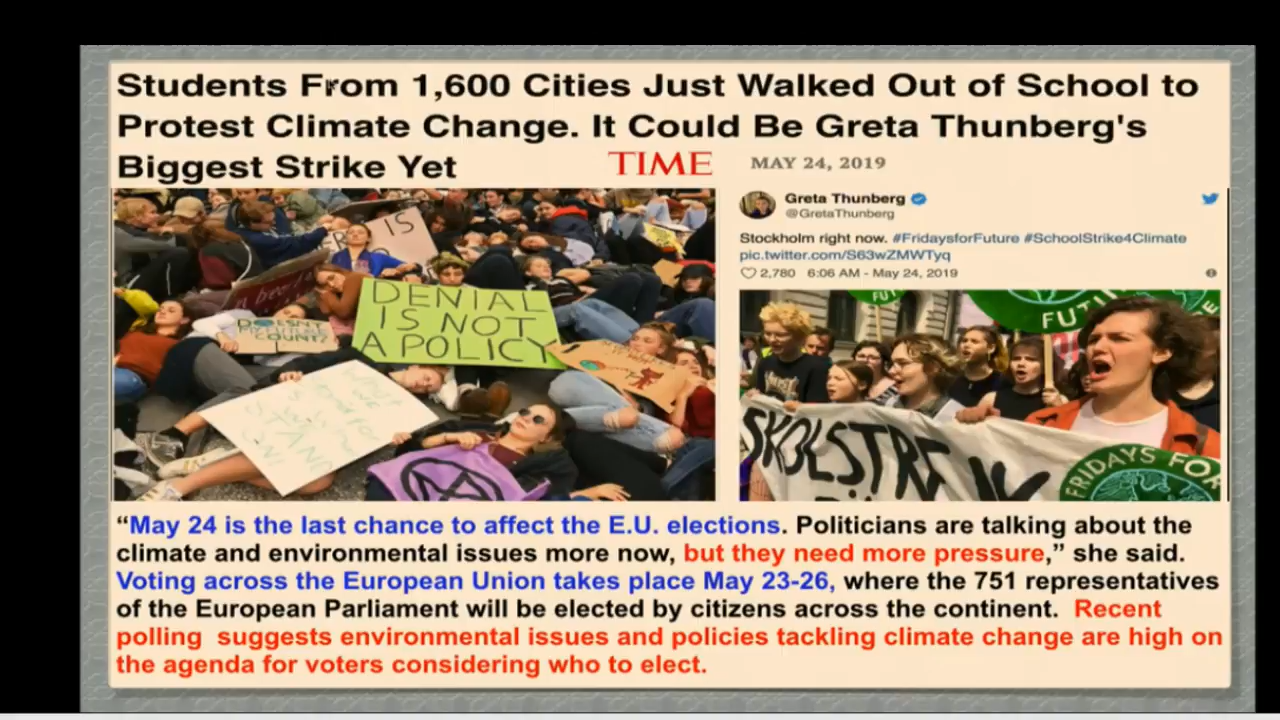 Students From 1,600 Cities Just Walked Out of School to
Protest Climate Change. It Could Be Greta Thunberg's
Biggest Strike Yet
TIME
MAY 24, 2019
Greta Thunberg
@GretaThunberg
Stockholm right now. #FridaysforFuture #SchoolStrike4Climate
pic.twitter.com/S63wZMWTyq
2,780 6:06 AM - May 24, 2019
IS
DENIAL
IS NOT
A POLICY
DOESN'T
COUNT?
FUT
FUTU
SKOLSTRE
FRIDAYS FOR
“May 24 is the last chance to affect the E.U. elections. Politicians are talking about the
climate and environmental issues more now, but they need more pressure,” she said.
Voting across the European Union takes place May 23-26, where the 751 representatives
of the European Parliament will be elected by citizens across the continent. Recent
polling suggests environmental issues and policies tackling climate change are high on
the agenda for voters considering who to elect.